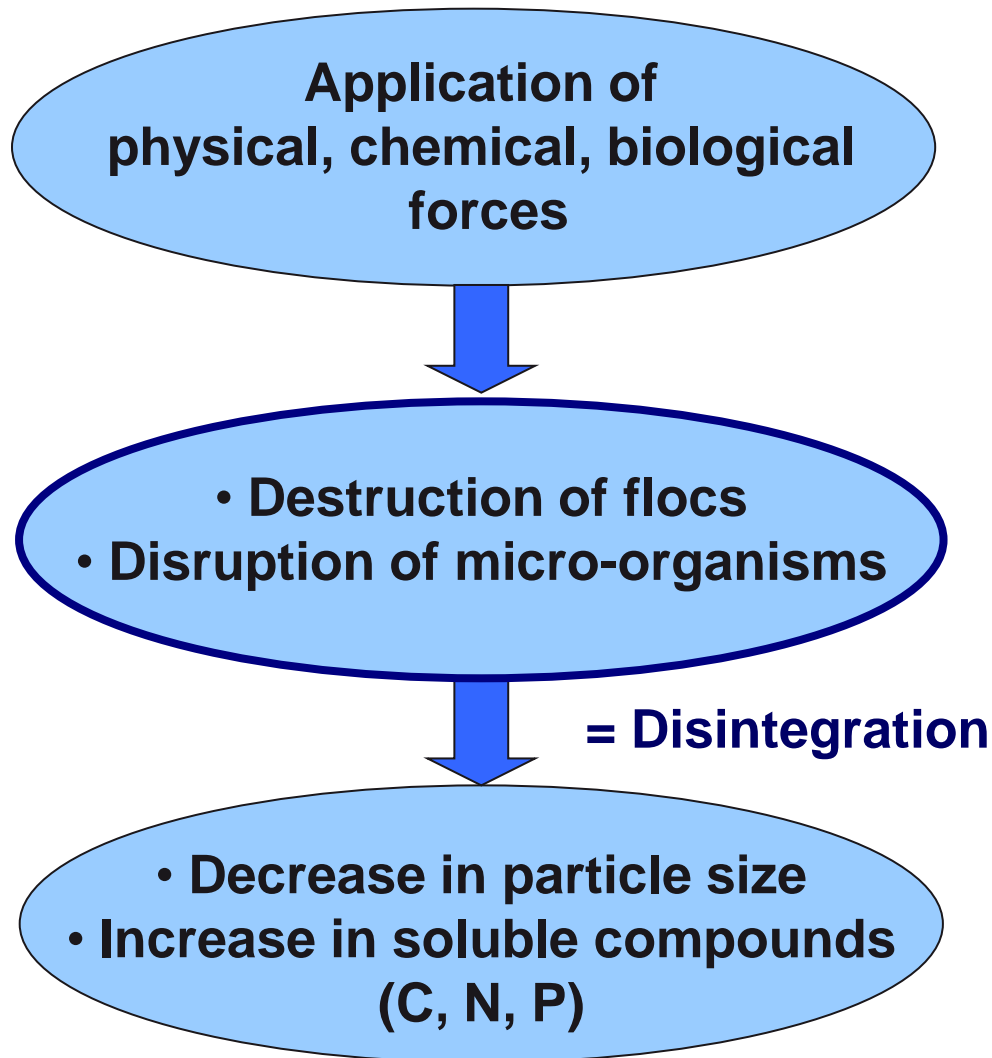 Application of
physical, chemical, biological
forces
• Destruction of flocs
• Disruption of micro-organisms
= Disintegration
• Decrease in particle size
• Increase in soluble compounds
(C, N, P)